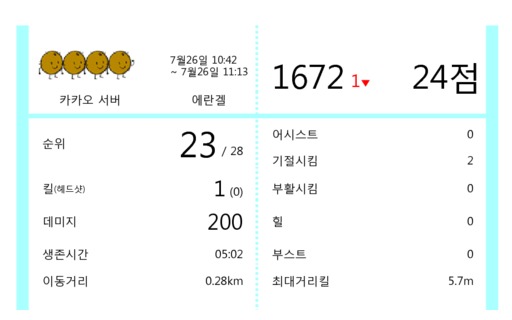 7월26일 10:42
~ 7월26일 11:13
카카오 서버 에란겔
1672 1▼ 24점
순위 23 / 28
킬(헤드샷) 1 (0)
데미지 200
생존시간 05:02
이동거리 0.28km
어시스트 0
기절시킴 2
부활시킴 0
힐 0
부스트 0
최대거리킬 5.7m